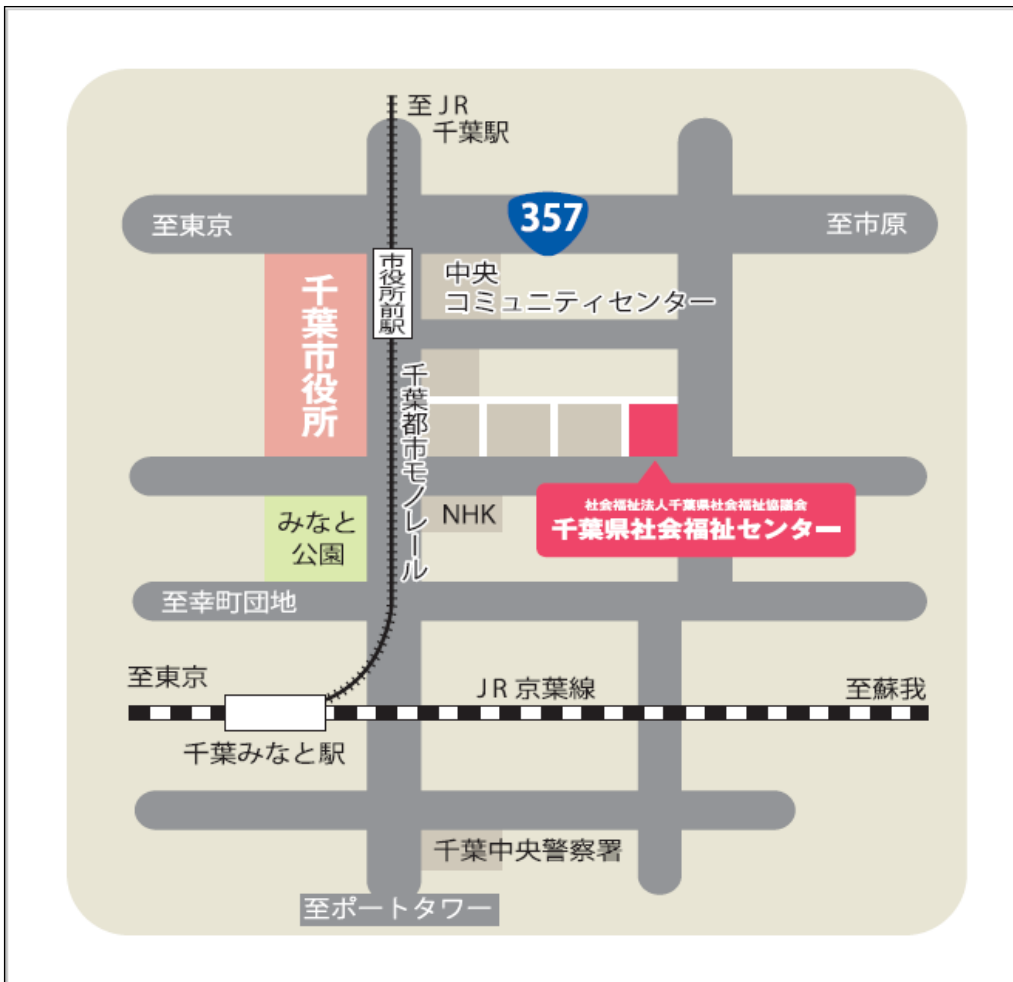 至JR
千葉駅
至東京
357
至市原
市役所前駅
中央
コミュニティセンター
千葉市役所
千葉都市モノレール
社会福祉法人千葉県社会福祉協議会
千葉県社会福祉センター
みなと
公園
NHK
至幸町団地
至東京
JR京葉線
至蘇我
千葉みなと駅
千葉中央警察署
至ポートタワー